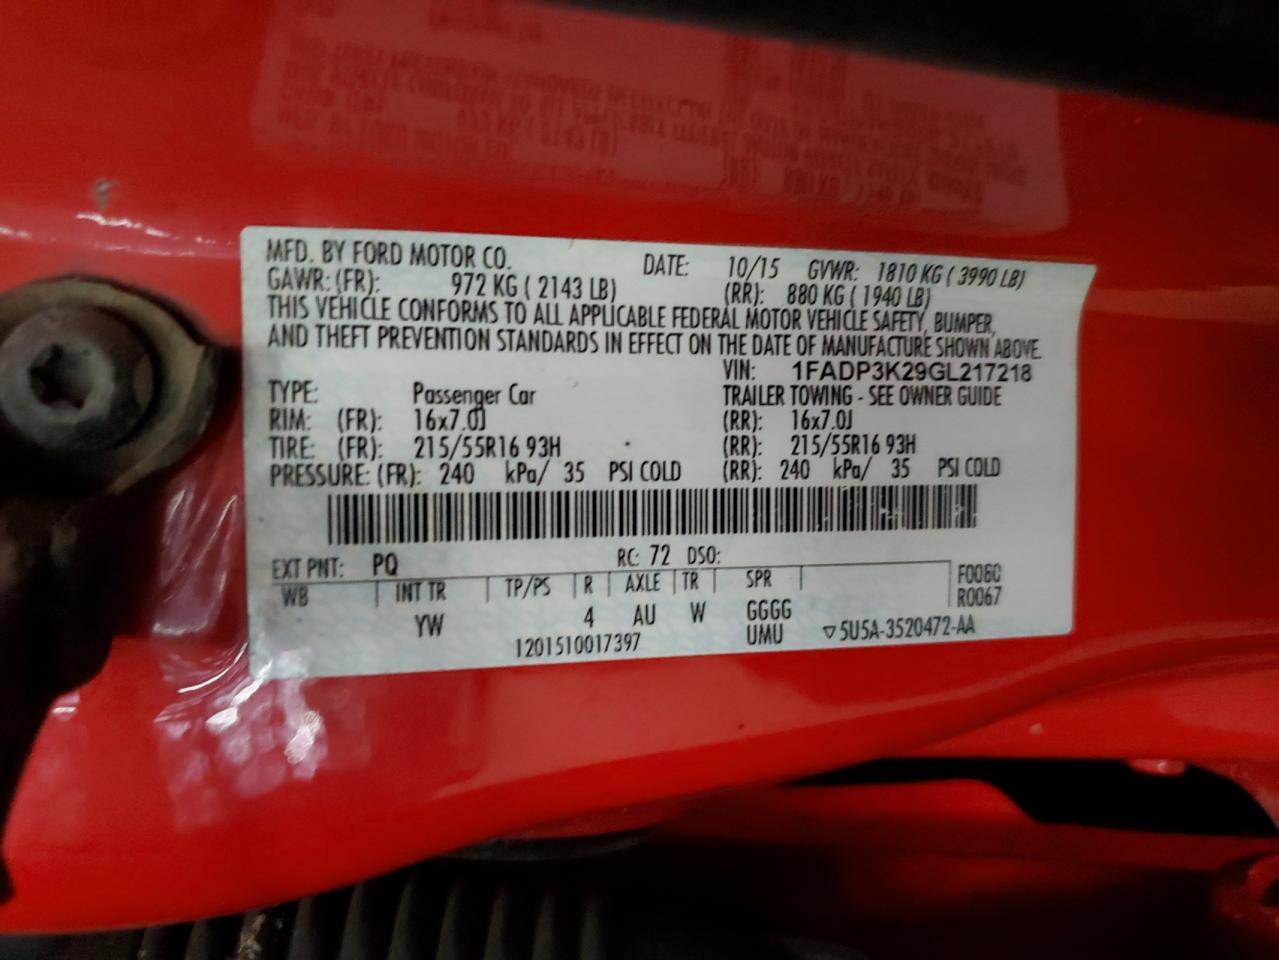 MFD. BY FORD MOTOR CO. DATE: 10/15 GVWR: 1810 KG ( 3990 LB)
GAWR: (FR): 972 KG ( 2143 LB) (RR): 880 KG ( 1940 LB)
THIS VEHICLE CONFORMS TO ALL APPLICABLE FEDERAL MOTOR VEHICLE SAFETY, BUMPER,
AND THEFT PREVENTION STANDARDS IN EFFECT ON THE DATE OF MANUFACTURE SHOWN ABOVE.
VIN: 1FADP3K29GL217218
TYPE: Passenger Car TRAILER TOWING - SEE OWNER GUIDE
RIM: (FR): 16x7.0J (RR): 16x7.0J
TIRE: (FR): 215/55R16 93H (RR): 215/55R16 93H
PRESSURE: (FR): 240 kPa/ 35 PSI COLD (RR): 240 kPa/ 35 PSI COLD
EXT PNT: PQ RC: 72 DSO:
WB INT TR TP/PS R AXLE TR SPR
YW 4 AU W GGGG
UMU
R0067
1201510017397 ▽5U5A-3520472-AA